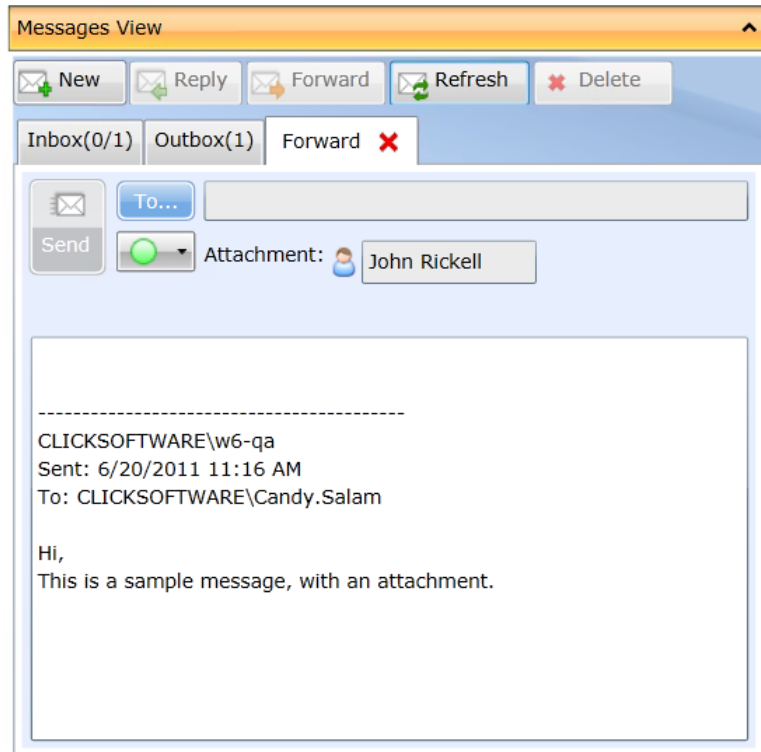 Messages View
New Reply Forward Refresh Delete
Inbox(0/1) Outbox(1) Forward
To...
Send
Attachment: John Rickell
------------------------------------------
CLICKSOFTWARE\w6-qa
Sent: 6/20/2011 11:16 AM
To: CLICKSOFTWARE\Candy.Salam
Hi,
This is a sample message, with an attachment.